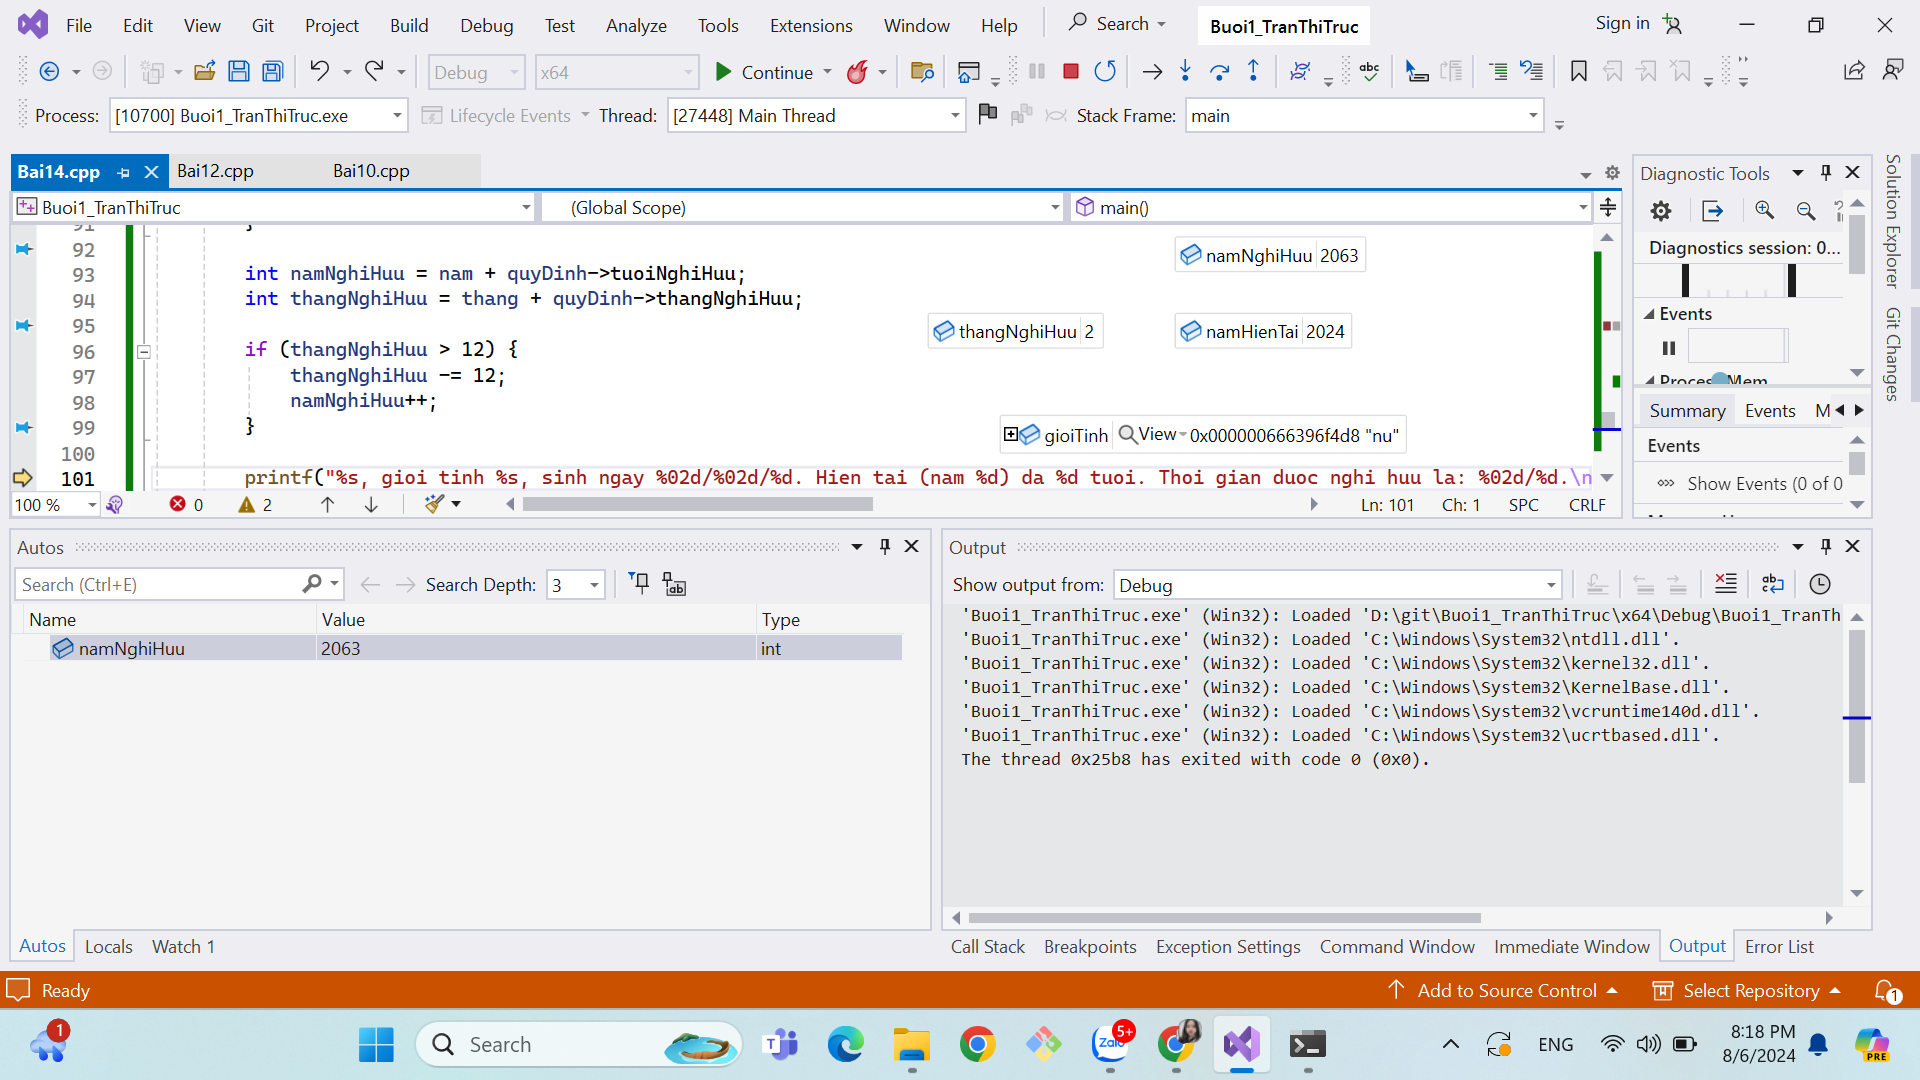 File Edit View Git Project Build Debug Test Analyze Tools Extensions Window Help Search Buoi1_TranThiTruc Sign in
Debug x64 Continue abc
Process: [10700] Buoi1_TranThiTruc.exe Lifecycle Events Thread: [27448] Main Thread Stack Frame: main
Bai14.cpp Bai12.cpp Bai10.cpp
Buoi1_TranThiTruc (Global Scope) main()
91 }
92
93 int namNghiHuu = nam + quyDinh->tuoiNghiHuu;
94 int thangNghiHuu = thang + quyDinh->thangNghiHuu;
95
96 if (thangNghiHuu > 12) {
97 thangNghiHuu -= 12;
98 namNghiHuu++;
99 }
100
101 printf("%s, gioi tinh %s, sinh ngay %02d/%02d/%d. Hien tai (nam %d) da %d tuoi. Thoi gian duoc nghi huu la: %02d/%d.\n
namNghiHuu 2063
thangNghiHuu 2
namHienTai 2024
gioiTinh View 0x000000666396f4d8 "nu"
100 % 0 2 Ln: 101 Ch: 1 SPC CRLF
Diagnostic Tools
Diagnostics session: 0...
Events
Process Mem
Summary Events M
Events
Show Events (0 of 0
Solution Explorer
Git Changes
Autos
Search (Ctrl+E) Search Depth: 3
Name Value Type
namNghiHuu 2063 int
Autos Locals Watch 1
Output
Show output from: Debug
'Buoi1_TranThiTruc.exe' (Win32): Loaded 'D:\git\Buoi1_TranThiTruc\x64\Debug\Buoi1_TranTh
'Buoi1_TranThiTruc.exe' (Win32): Loaded 'C:\Windows\System32\ntdll.dll'.
'Buoi1_TranThiTruc.exe' (Win32): Loaded 'C:\Windows\System32\kernel32.dll'.
'Buoi1_TranThiTruc.exe' (Win32): Loaded 'C:\Windows\System32\KernelBase.dll'.
'Buoi1_TranThiTruc.exe' (Win32): Loaded 'C:\Windows\System32\vcruntime140d.dll'.
'Buoi1_TranThiTruc.exe' (Win32): Loaded 'C:\Windows\System32\ucrtbased.dll'.
The thread 0x25b8 has exited with code 0 (0x0).
Call Stack Breakpoints Exception Settings Command Window Immediate Window Output Error List
Ready Add to Source Control Select Repository 1
1 Search Zalo 5+ ENG 8:18 PM
8/6/2024 PRE